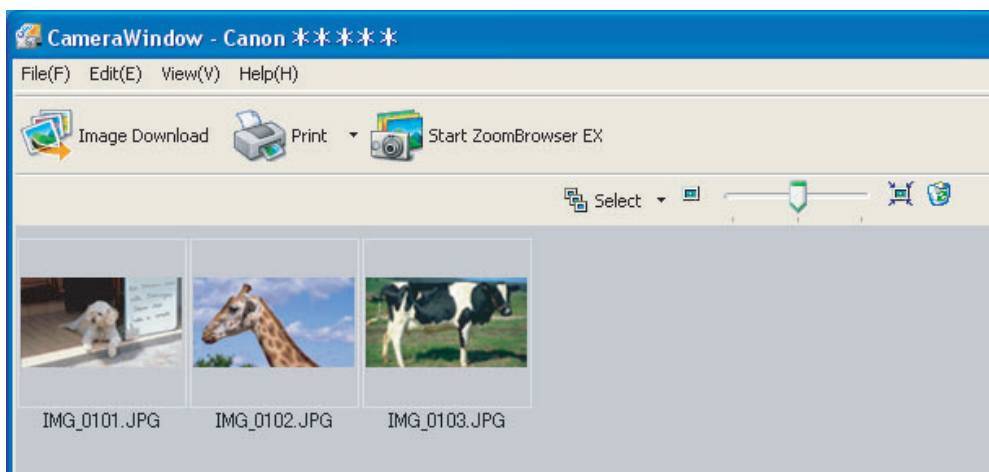 CameraWindow - Canon *****
File(F) Edit(E) View(V) Help(H)
Image Download Print Start ZoomBrowser EX
Select
IMG_0101.JPG IMG_0102.JPG IMG_0103.JPG